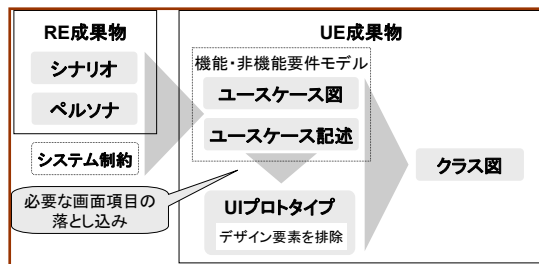 RE成果物
シナリオ
ペルソナ
システム制約
必要な画面項目の
落とし込み
UE成果物
機能・非機能要件モデル
ユースケース図
ユースケース記述
UIプロトタイプ
デザイン要素を排除
クラス図